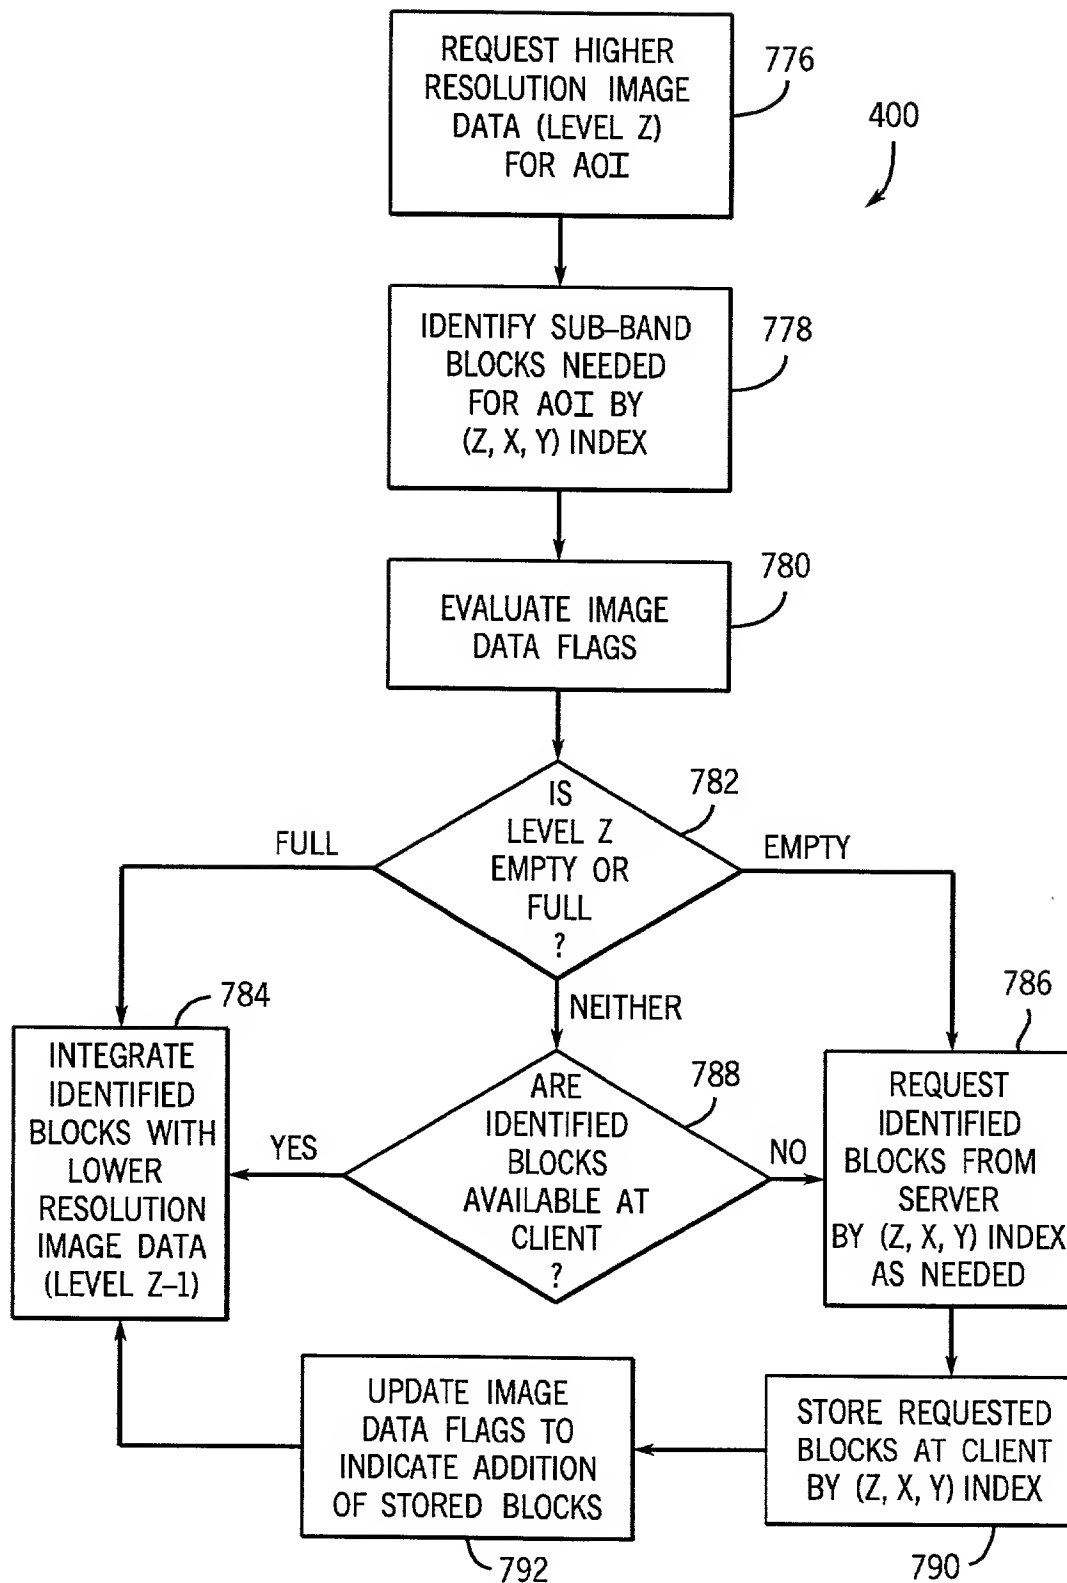 REQUEST HIGHER
RESOLUTION IMAGE
DATA (LEVEL Z)
FOR AOI
776
400
IDENTIFY SUB-BAND
BLOCKS NEEDED
FOR AOI BY
(Z, X, Y) INDEX
778
EVALUATE IMAGE
DATA FLAGS
780
IS
LEVEL Z
EMPTY OR
FULL
?
782
FULL
EMPTY
NEITHER
784
INTEGRATE
IDENTIFIED
BLOCKS WITH
LOWER
RESOLUTION
IMAGE DATA
(LEVEL Z-1)
YES
ARE
IDENTIFIED
BLOCKS
AVAILABLE AT
CLIENT
?
788
NO
786
REQUEST
IDENTIFIED
BLOCKS FROM
SERVER
BY (Z, X, Y) INDEX
AS NEEDED
UPDATE IMAGE
DATA FLAGS TO
INDICATE ADDITION
OF STORED BLOCKS
792
STORE REQUESTED
BLOCKS AT CLIENT
BY (Z, X, Y) INDEX
790